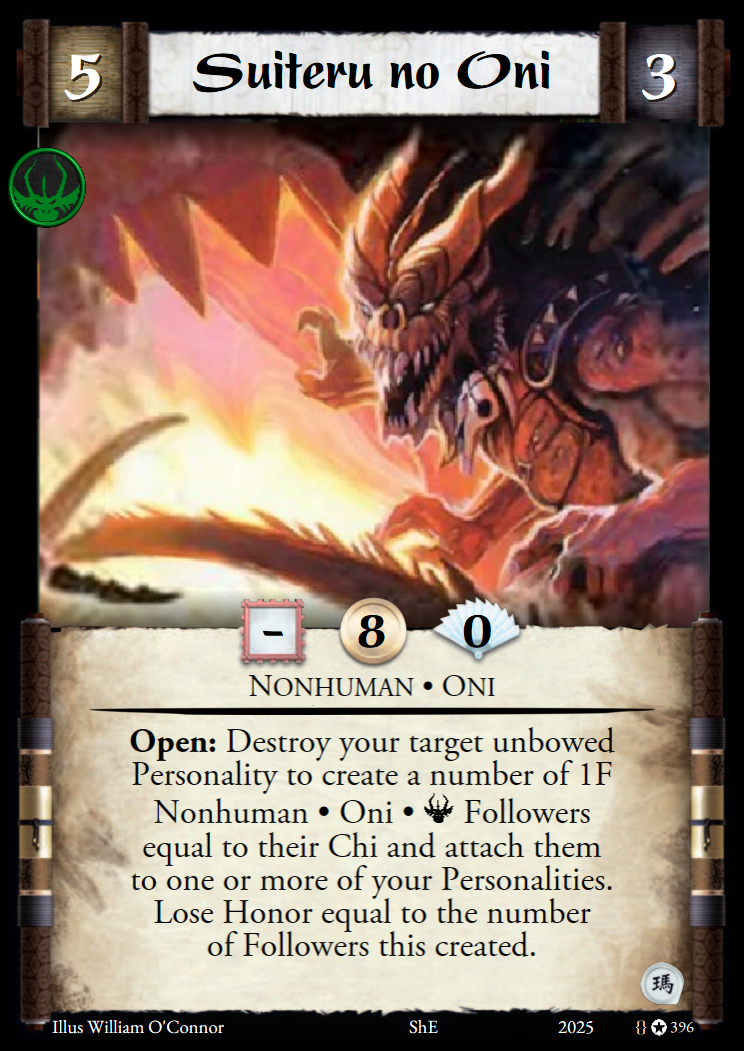 5 Suiteru no Oni 3
- 8 0
Nonhuman • Oni
Open: Destroy your target unbowed
Personality to create a number of 1F
Nonhuman • Oni • Followers
equal to their Chi and attach them
to one or more of your Personalities.
Lose Honor equal to the number
of Followers this created.
瑪
Illus William O'Connor ShE 2025 {} 396